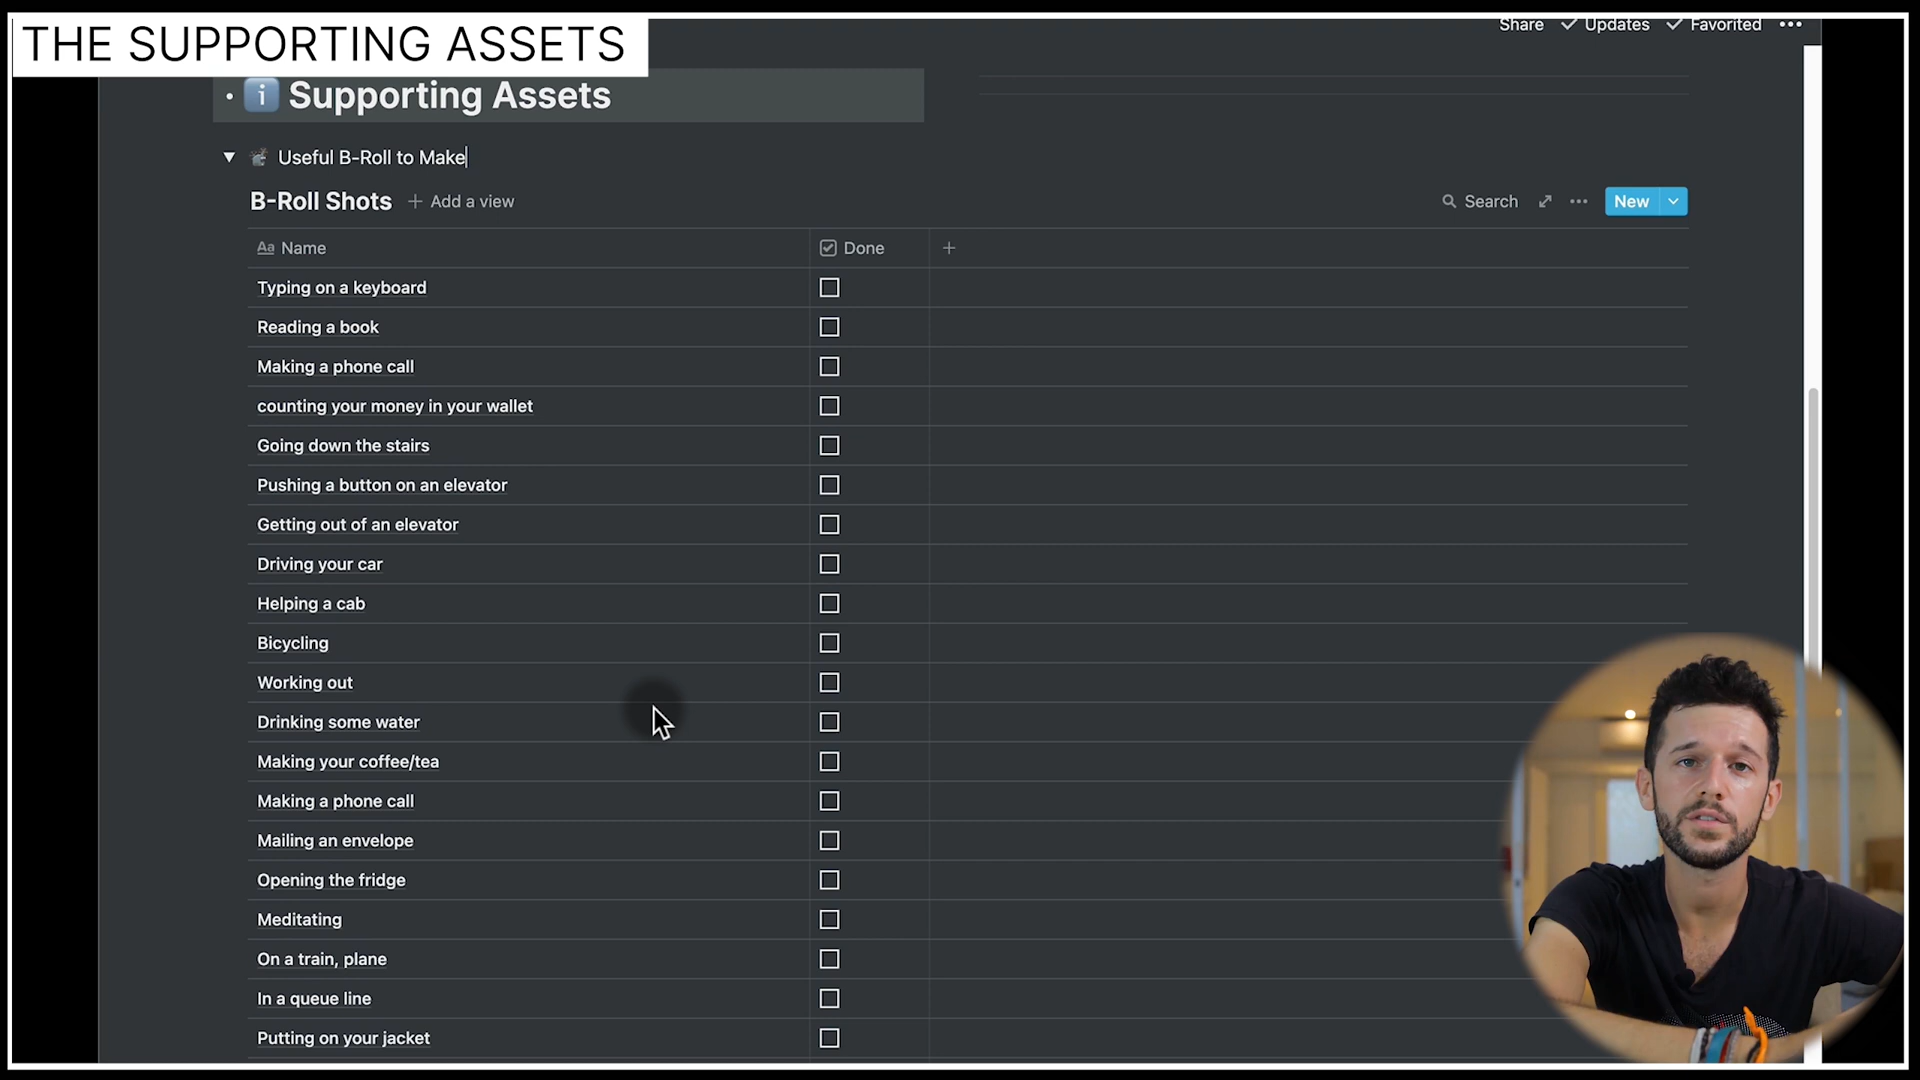 THE SUPPORTING ASSETS
Share Updates Favorited
Supporting Assets
Useful B-Roll to Make
B-Roll Shots + Add a view Search New
Aa Name Done +
Typing on a keyboard
Reading a book
Making a phone call
counting your money in your wallet
Going down the stairs
Pushing a button on an elevator
Getting out of an elevator
Driving your car
Helping a cab
Bicycling
Working out
Drinking some water
Making your coffee/tea
Making a phone call
Mailing an envelope
Opening the fridge
Meditating
On a train, plane
In a queue line
Putting on your jacket